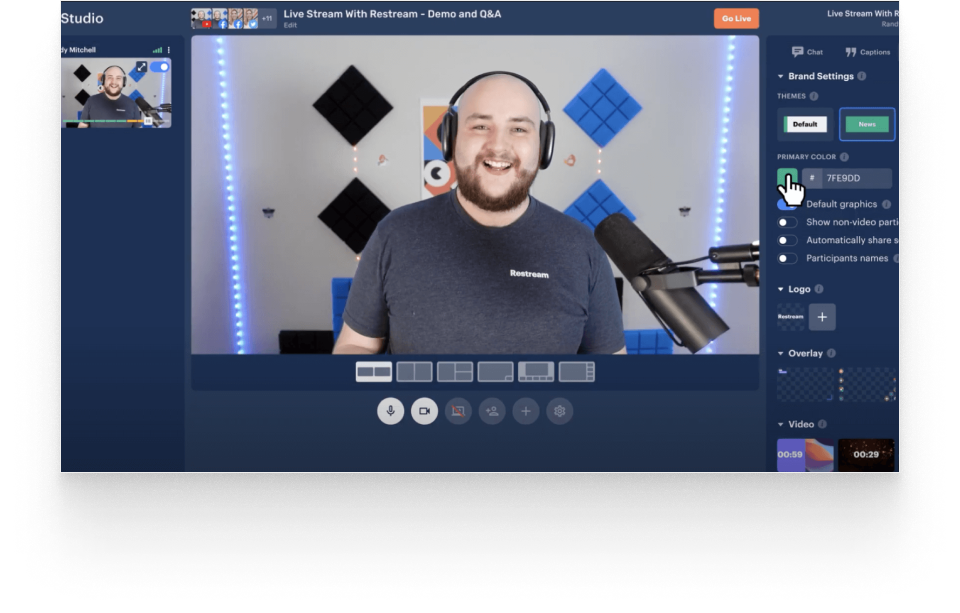 Studio
+11
Live Stream With Restream - Demo and Q&A
Edit
Go Live
Live Stream With R
Rand
dy Mitchell
Chat
Captions
Brand Settings
THEMES
Default
News
PRIMARY COLOR
# 7FE9DD
Default graphics
Show non-video parti
Automatically share s
Participants names
Restream
Logo
Restream
+
Overlay
Video
00:59
00:29